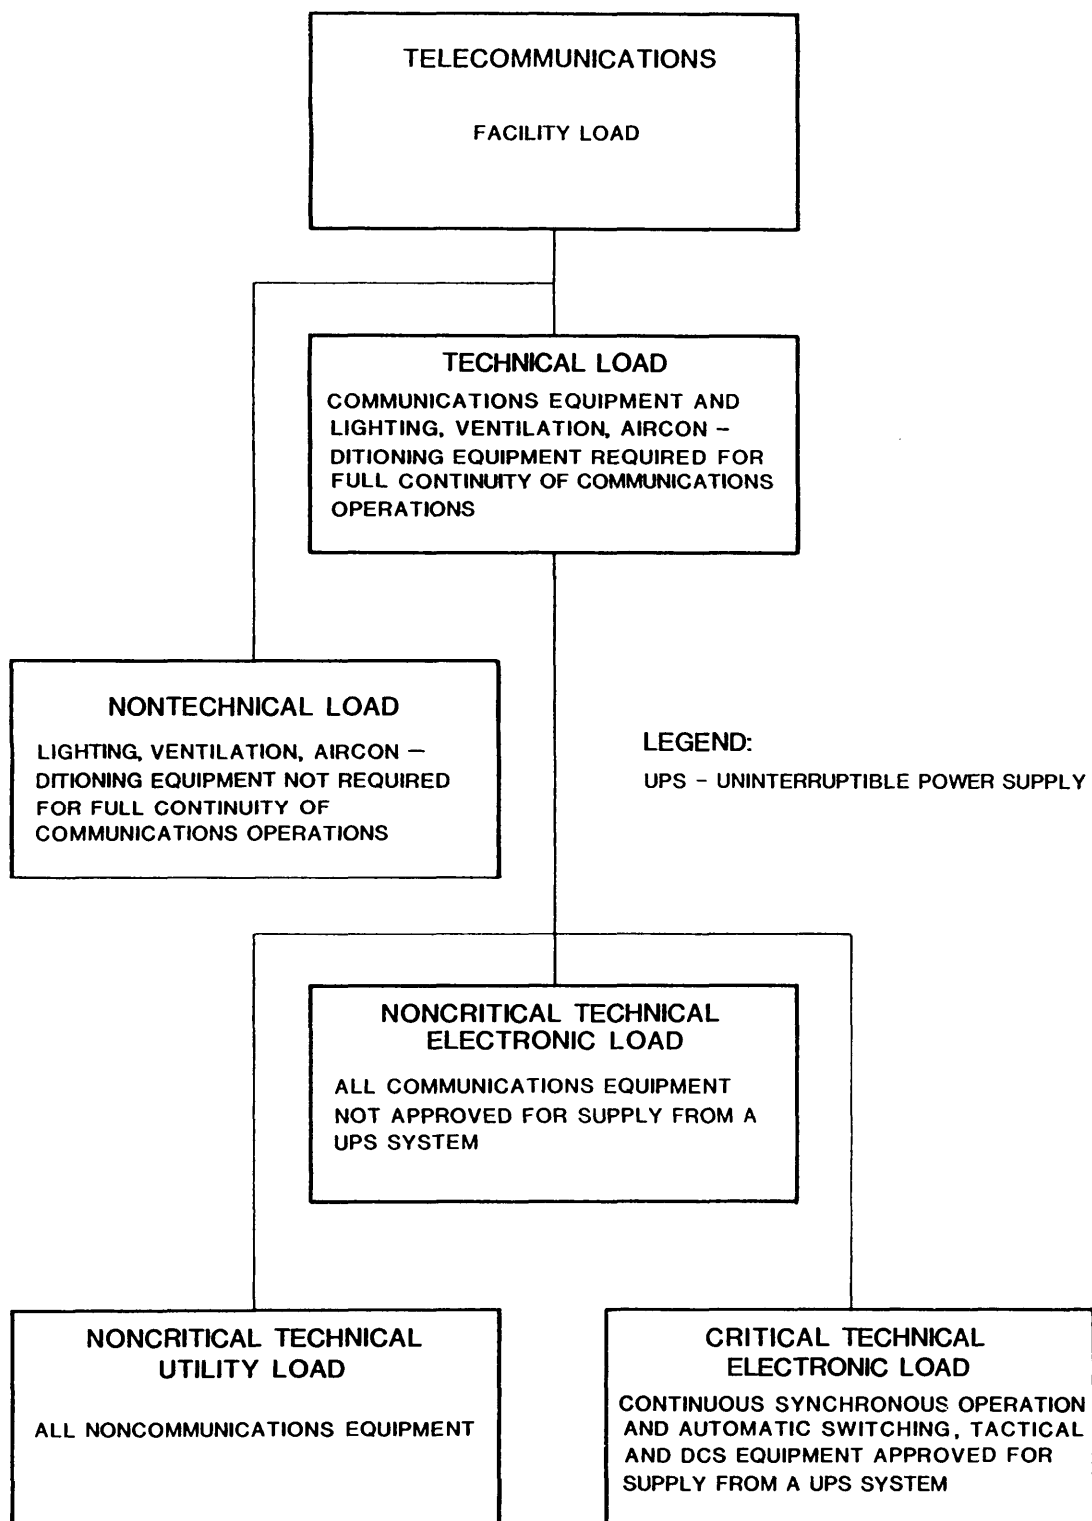 TELECOMMUNICATIONS
FACILITY LOAD
TECHNICAL LOAD
COMMUNICATIONS EQUIPMENT AND
LIGHTING, VENTILATION, AIRCON –
DITIONING EQUIPMENT REQUIRED FOR
FULL CONTINUITY OF COMMUNICATIONS
OPERATIONS
NONTECHNICAL LOAD
LIGHTING, VENTILATION, AIRCON –
DITIONING EQUIPMENT NOT REQUIRED
FOR FULL CONTINUITY OF
COMMUNICATIONS OPERATIONS
LEGEND:
UPS – UNINTERRUPTIBLE POWER SUPPLY
NONCRITICAL TECHNICAL
ELECTRONIC LOAD
ALL COMMUNICATIONS EQUIPMENT
NOT APPROVED FOR SUPPLY FROM A
UPS SYSTEM
NONCRITICAL TECHNICAL
UTILITY LOAD
ALL NONCOMMUNICATIONS EQUIPMENT
CRITICAL TECHNICAL
ELECTRONIC LOAD
CONTINUOUS SYNCHRONOUS OPERATION
AND AUTOMATIC SWITCHING, TACTICAL
AND DCS EQUIPMENT APPROVED FOR
SUPPLY FROM A UPS SYSTEM